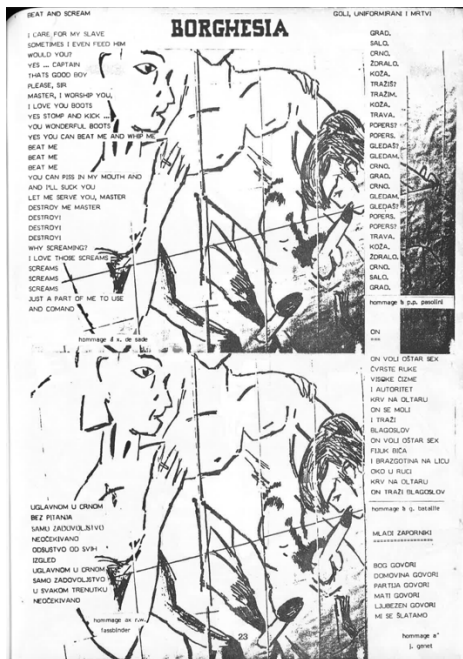 BEAT AND SCREAM
GOLI, UNIFORMIRANI I MRTVI
BORGHESIA
I CARE FOR MY SLAVE
SOMETIMES I EVEN FEED HIM
WOULD YOU?
YES ... CAPTAIN
THATS GOOD BOY
PLEASE, SIR
MASTER, I WORSHIP YOU,
I LOVE YOU BOOTS
YES STOMP AND KICK ...
YOU WONDERFUL BOOTS
YES YOU CAN BEAT ME AND WHIP ME
BEAT ME
BEAT ME
BEAT ME
YOU CAN PISS IN MY MOUTH AND
AND I'LL SUCK YOU
LET ME SERVE YOU, MASTER
DESTROY ME MASTER
DESTROY!
DESTROY!
DESTROY!
WHY SCREAMING?
I LOVE THOSE SCREAMS
SCREAMS
SCREAMS
SCREAMS
JUST A PART OF ME TO USE
AND COMAND
hommage á s. de sade
GRAD,
SALO,
CRNO,
ŽDRALO,
KOŽA,
TRAŽIŠ?
TRAŽIM,
KOŽA,
TRAVA,
POPERS?
POPERS,
GLEDAŠ?
GLEDAM,
CRNO,
GRAD,
CRNO,
GLEDAM,
GLEDAŠ?
POPERS,
POPERS?
TRAVA,
KOŽA,
ŽDRALO,
CRNO,
SALO,
GRAD,
hommage á p.p. pasolini
ON
ON VOLI OŠTAR SEX
ČVRSTE RUKE
VISOKE ČIZME
I AUTORITET
KRV NA OLTARU
ON SE MOLI
I TRAŽI
BLAGOSLOV
ON VOLI OŠTAR SEX
FIJUK BIČA
I BRAZGOTINA NA LICU
OKO U RUCI
KRV NA OLTARU
ON TRAŽI BLAGOSLOV
hommage á g. bataille
UGLAVNOM U CRNOM
BEZ PITANJA
SAMU ZADOVOLJSTVO
NEOČEKIVANO
ODSUSTVO OD SVIH
IZGLED
UGLAVNOM U CRNOM
SAMO ZADOVOLJSTVO
U SVAKOM TRENUTKU
NEOČEKIVANO
hommage
fassbinder
MLADI ZAPORNIKI
BOG GOVORI
DOMOVINA GOVORI
PARTIJA GOVORI
MATI GOVORI
LJUBEZEN GOVORI
MI SE ŠLATAMO
hommage a'
j. genet
23